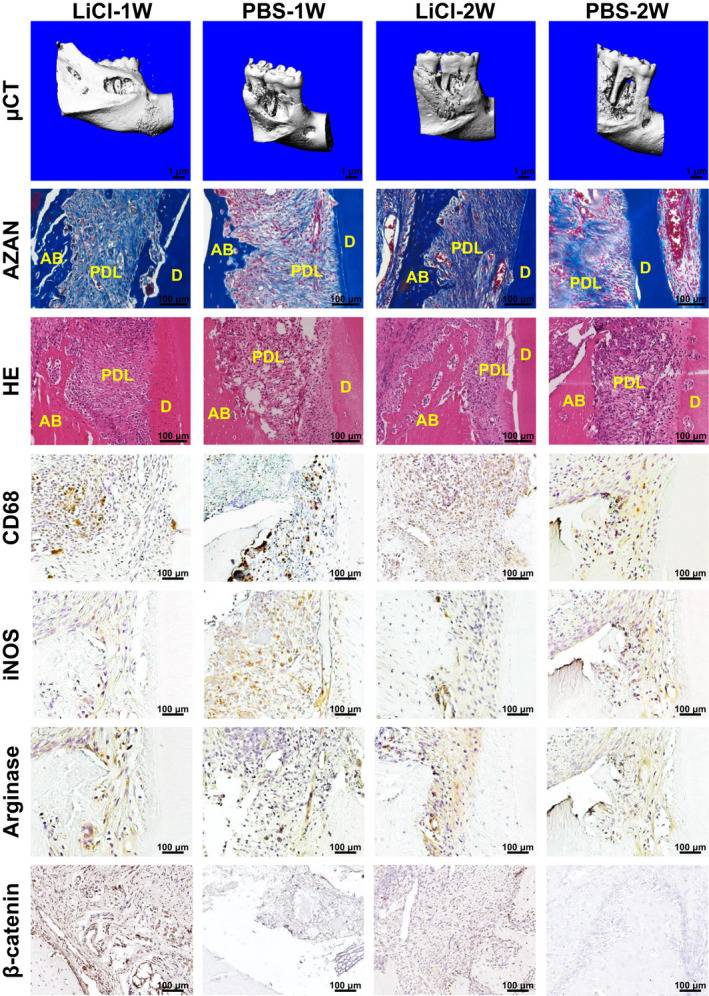 LiCl-1W PBS-1W LiCl-2W PBS-2W
μCT
1 μm 1 μm 1 μm 1 μm
AZAN
AB PDL D AB PDL D AB PDL D PDL D
100 μm 100 μm 100 μm 100 μm
HE
AB PDL D AB PDL D AB PDL D AB PDL D
100 μm 100 μm 100 μm 100 μm
CD68
100 μm 100 μm 100 μm 100 μm
iNOS
100 μm 100 μm 100 μm 100 μm
Arginase
100 μm 100 μm 100 μm 100 μm
β-catenin
100 μm 100 μm 100 μm 100 μm